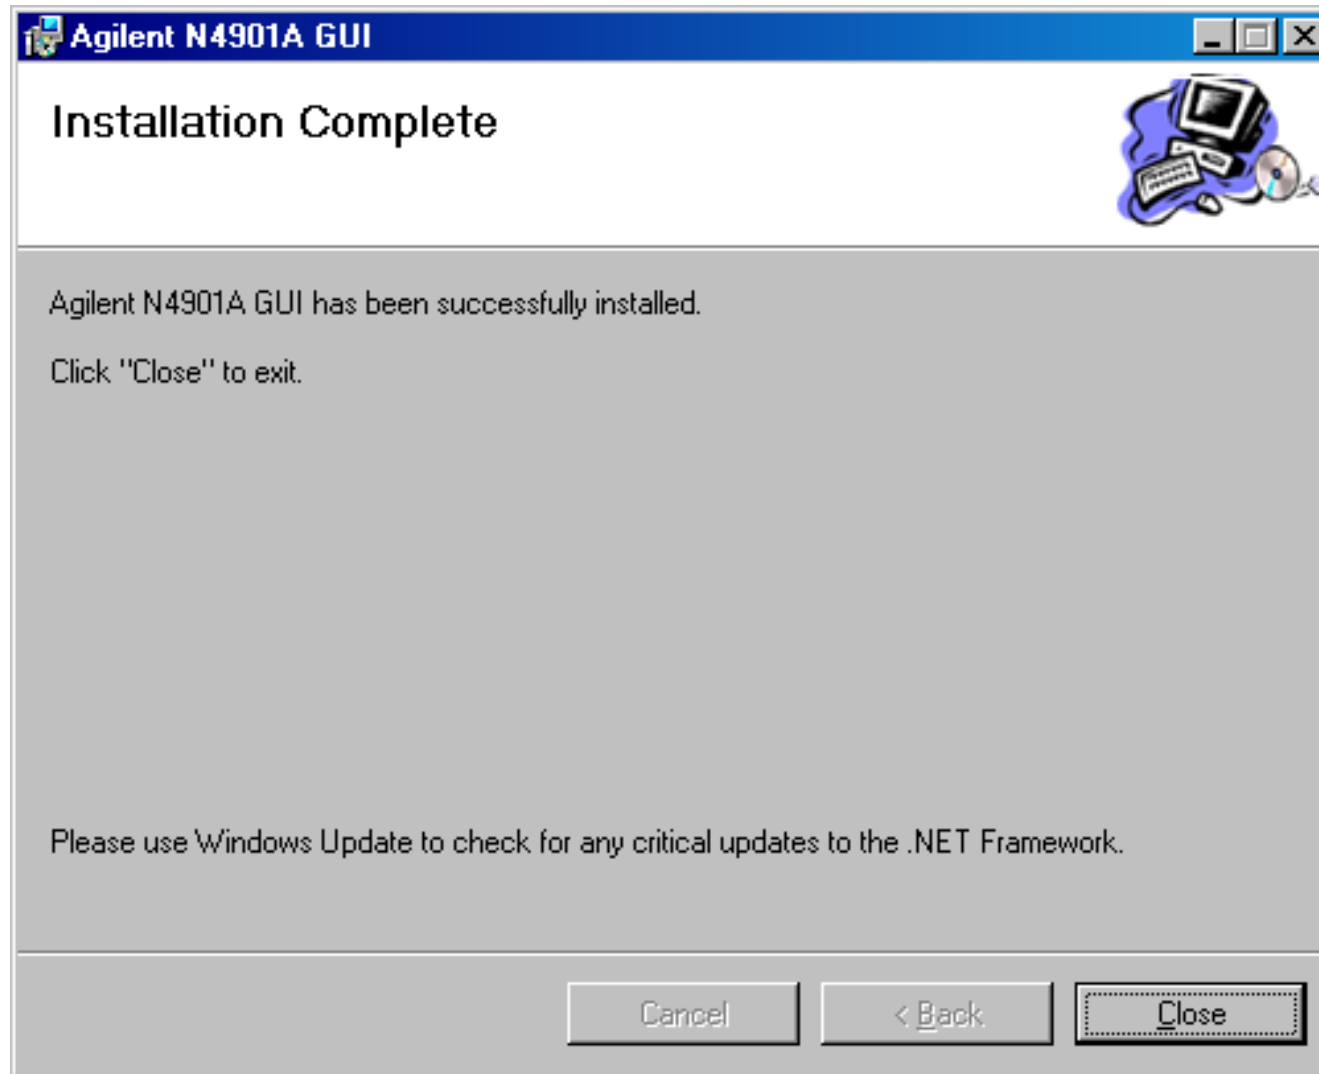 Agilent N4901A GUI
Installation Complete
Agilent N4901A GUI has been successfully installed.
Click "Close" to exit.
Please use Windows Update to check for any critical updates to the .NET Framework.
Cancel
< Back
Close